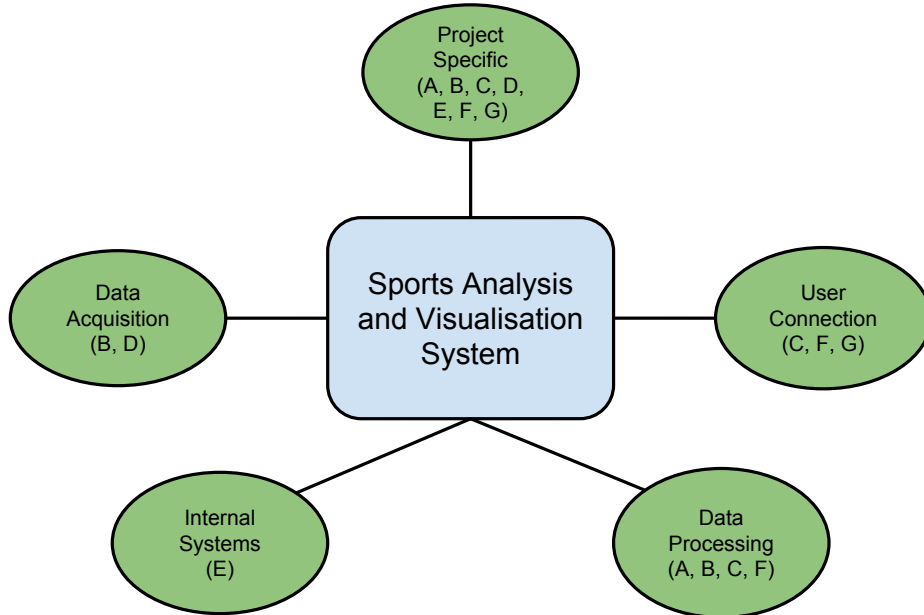 Project
Specific
(A, B, C, D,
E, F, G)
Data
Acquisition
(B, D)
Sports Analysis
and Visualisation
System
User
Connection
(C, F, G)
Internal
Systems
(E)
Data
Processing
(A, B, C, F)